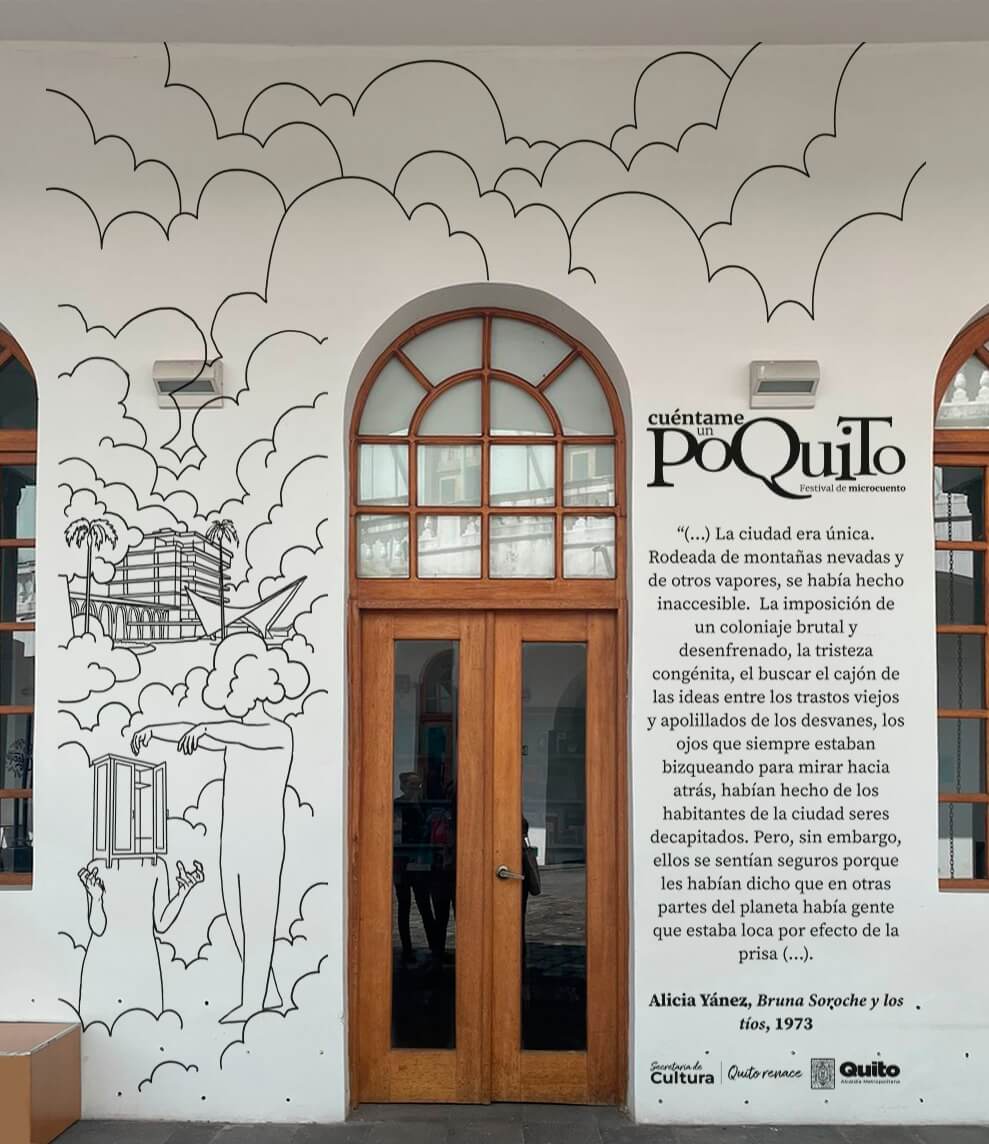 cuéntame
un
PoQuiTo
Festival de microcuento
“(...) La ciudad era única.
Rodeada de montañas nevadas y
de otros vapores, se había hecho
inaccesible. La imposición de
un coloniaje brutal y
desenfrenado, la tristeza
congénita, el buscar el cajón de
las ideas entre los trastos viejos
y apolillados de los desvanes, los
ojos que siempre estaban
bizqueando para mirar hacia
atrás, habían hecho de los
habitantes de la ciudad seres
decapitados. Pero, sin embargo,
ellos se sentían seguros porque
les habían dicho que en otras
partes del planeta había gente
que estaba loca por efecto de la
prisa (...).
Alicia Yánez, Bruna Soroche y los
tíos, 1973
Secretaría de
Cultura
Quito renace
Quito
Alcaldía Metropolitana